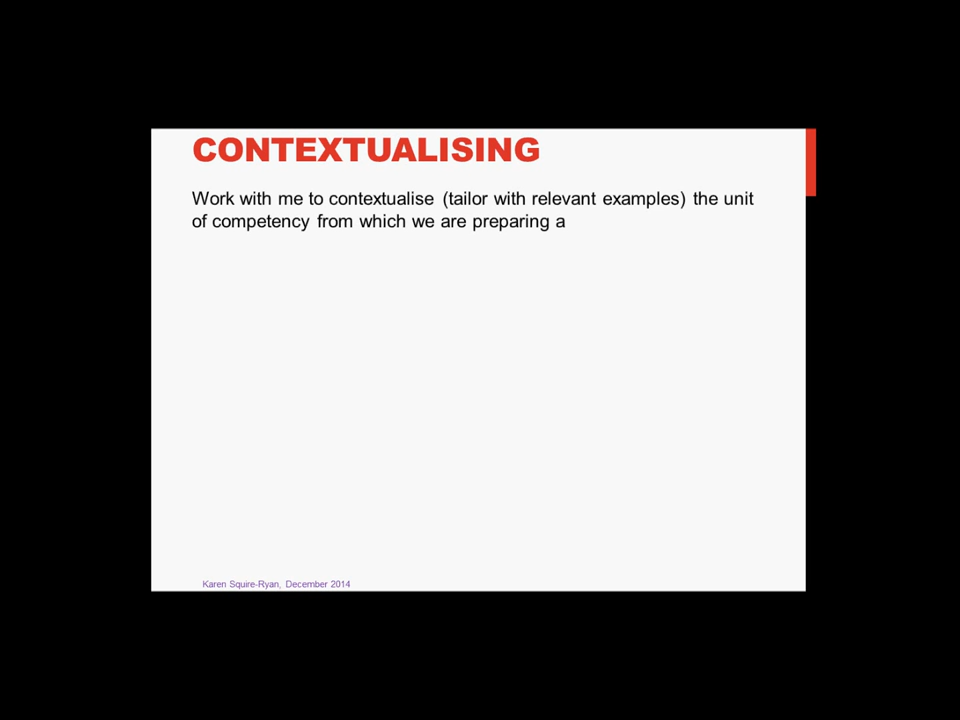 CONTEXTUALISING
Work with me to contextualise (tailor with relevant examples) the unit
of competency from which we are preparing a
Karen Squire-Ryan, December 2014